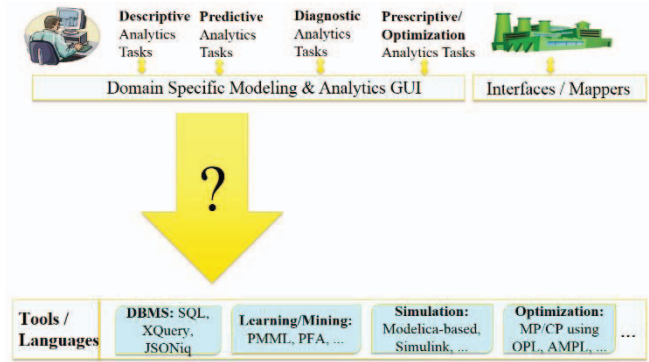 Descriptive Analytics Tasks
Predictive Analytics Tasks
Diagnostic Analytics Tasks
Prescriptive/ Optimization Analytics Tasks
Domain Specific Modeling & Analytics GUI
Interfaces / Mappers
?
Tools / Languages
DBMS: SQL, XQuery, JSONiq
Learning/Mining: PMML, PFA, ...
Simulation: Modelica-based, Simulink, ...
Optimization: MP/CP using OPL, AMPL, ...
...